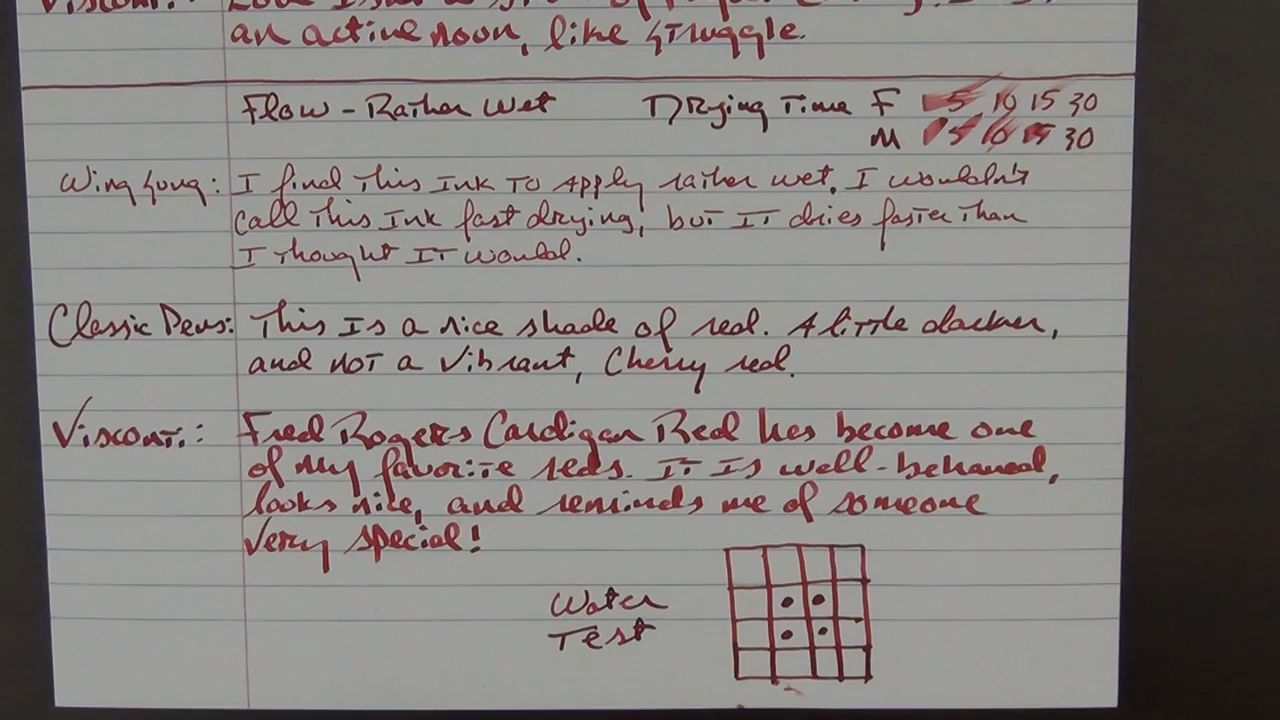 Visconti:
an active noun, like struggle.
Flow - Rather Wet Drying Time F 5 10 15 30
M 5 10 15 30
Wing Sung: I find this Ink to apply rather wet. I wouldn't
call this Ink fast drying, but it dries faster than
I thought it would.
Classic Pens: This is a nice shade of red. A little darker,
and not a vibrant, Cherry red.
Visconti: Fred Rogers Cardigan Red has become one
of my favorite reds. It is well-behaved,
looks nice, and reminds me of someone
very special!
Water
Test